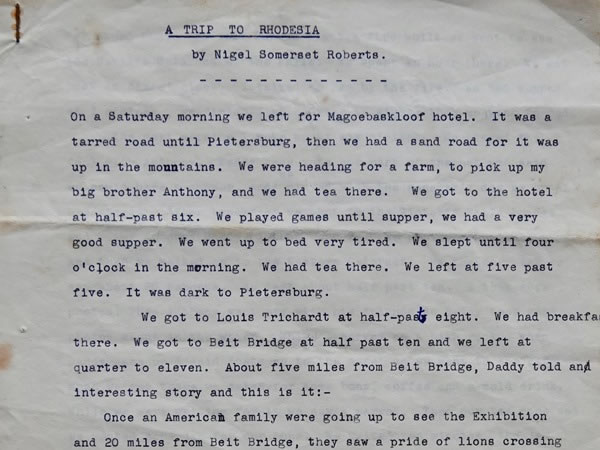 A TRIP TO RHODESIA
by Nigel Somerset Roberts.
- - - - - - - - - - - - -
On a Saturday morning we left for Magoebaskloof hotel. It was a
tarred road until Pietersburg, then we had a sand road for it was
up in the mountains. We were heading for a farm, to pick up my
big brother Anthony, and we had tea there. We got to the hotel
at half-past six. We played games until supper, we had a very
good supper. We went up to bed very tired. We slept until four
o'clock in the morning. We had tea there. We left at five past
five. It was dark to Pietersburg.
We got to Louis Trichardt at half-past eight. We had breakfa
there. We got to Beit Bridge at half past ten and we left at
quarter to eleven. About five miles from Beit Bridge, Daddy told an
interesting story and this is it:-
Once an American family were going up to see the Exhibition
and 20 miles from Beit Bridge, they saw a pride of lions crossing